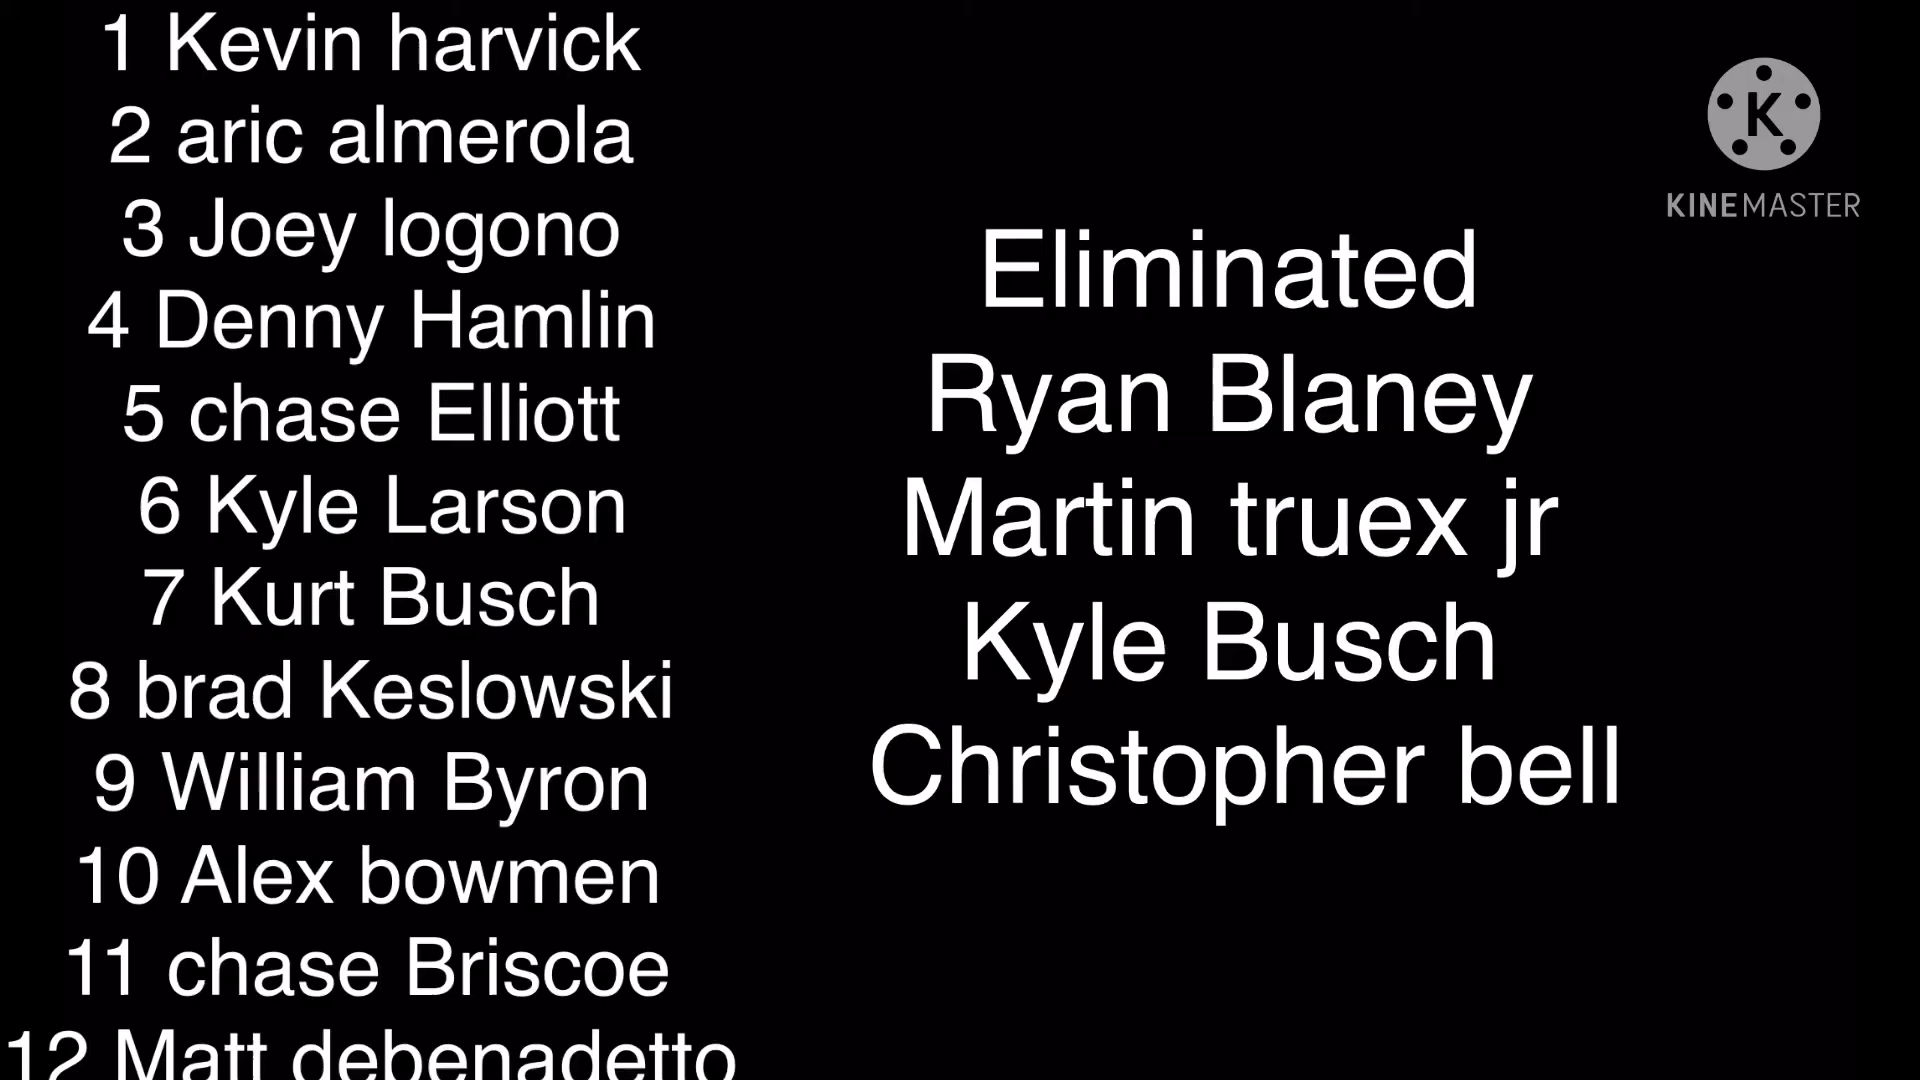 1 Kevin harvick
2 aric almerola
3 Joey logono
4 Denny Hamlin
5 chase Elliott
6 Kyle Larson
7 Kurt Busch
8 brad Keslowski
9 William Byron
10 Alex bowmen
11 chase Briscoe
12 Matt debenadetto
Eliminated
Ryan Blaney
Martin truex jr
Kyle Busch
Christopher bell
K
KINEMASTER